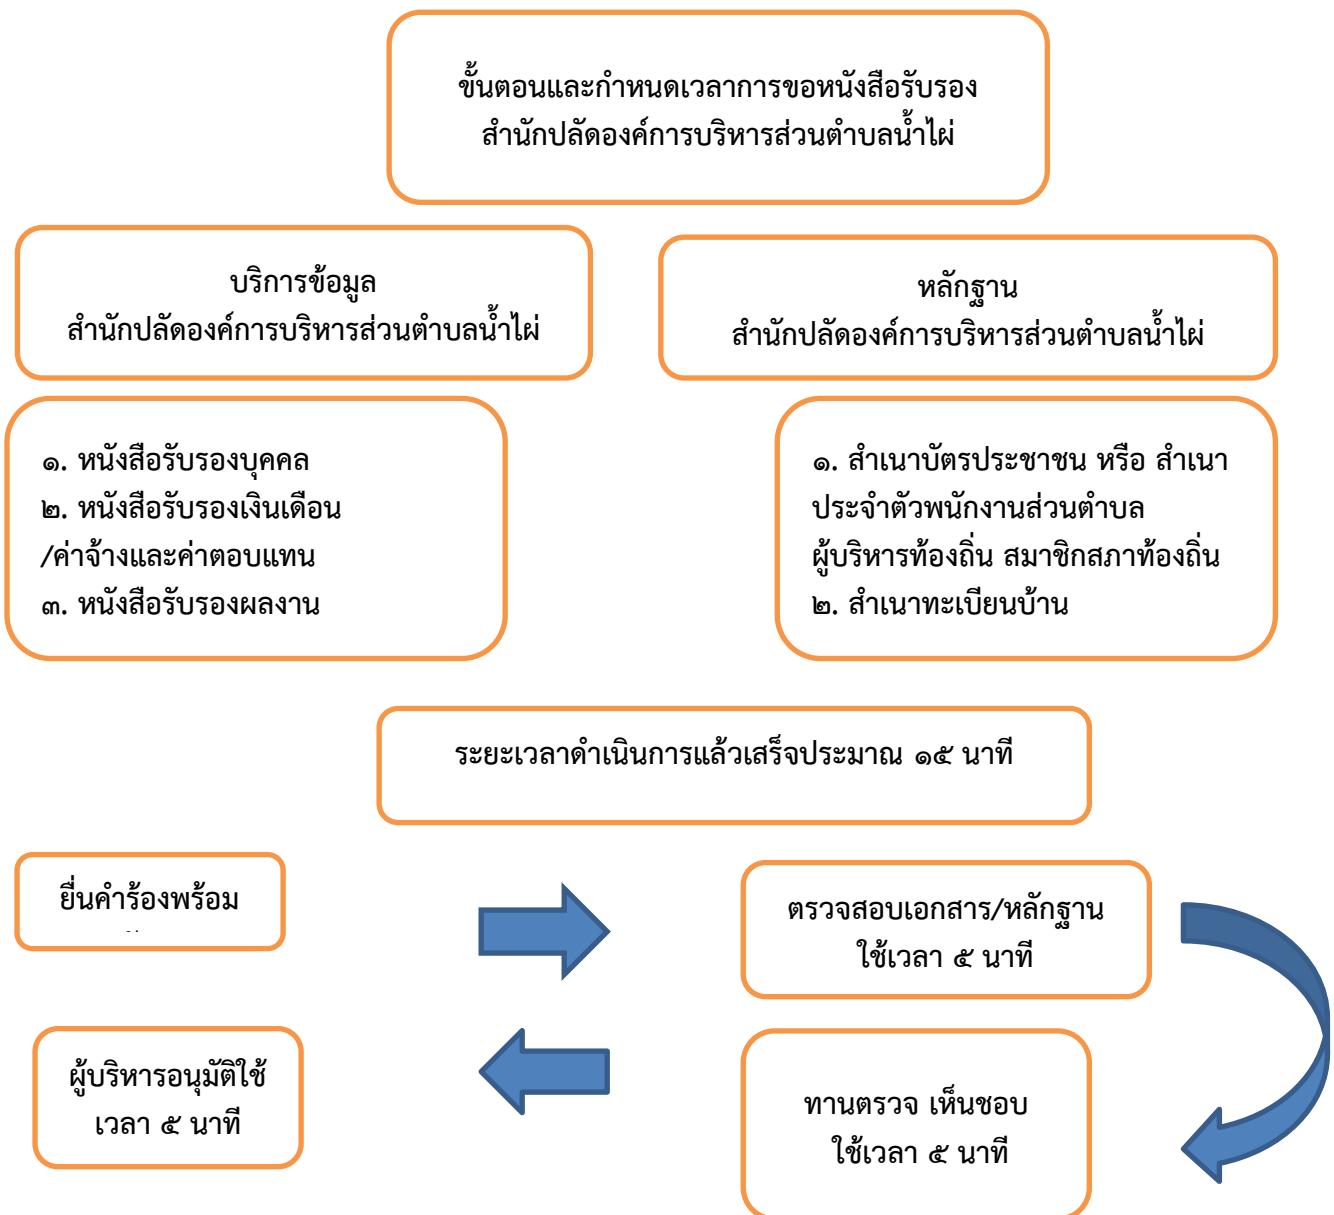 ขั้นตอนและกำหนดเวลาการขอหนังสือรับรอง
สำนักปลัดองค์การบริหารส่วนตำบลน้ำไผ่
บริการข้อมูล
สำนักปลัดองค์การบริหารส่วนตำบลน้ำไผ่
หลักฐาน
สำนักปลัดองค์การบริหารส่วนตำบลน้ำไผ่
๑. หนังสือรับรองบุคคล
๒. หนังสือรับรองเงินเดือน
/ค่าจ้างและค่าตอบแทน
๓. หนังสือรับรองผลงาน
๑. สำเนาบัตรประชาชน หรือ สำเนา
ประจำตัวพนักงานส่วนตำบล
ผู้บริหารท้องถิ่น สมาชิกสภาท้องถิ่น
๒. สำเนาทะเบียนบ้าน
ระยะเวลาดำเนินการแล้วเสร็จประมาณ ๑๕ นาที
ยื่นคำร้องพร้อม
ตรวจสอบเอกสาร/หลักฐาน
ใช้เวลา ๕ นาที
ทานตรวจ เห็นชอบ
ใช้เวลา ๕ นาที
ผู้บริหารอนุมัติใช้
เวลา ๕ นาที